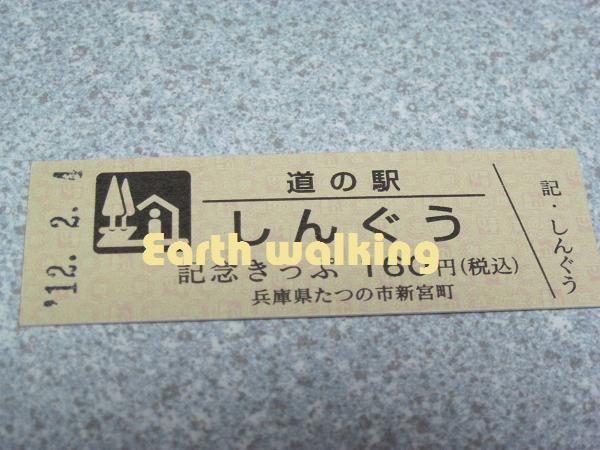 '12.2.4
道の駅
しんぐう
Earth walking
記念きっぷ 160円(税込)
兵庫県たつの市新宮町
記・しんぐう